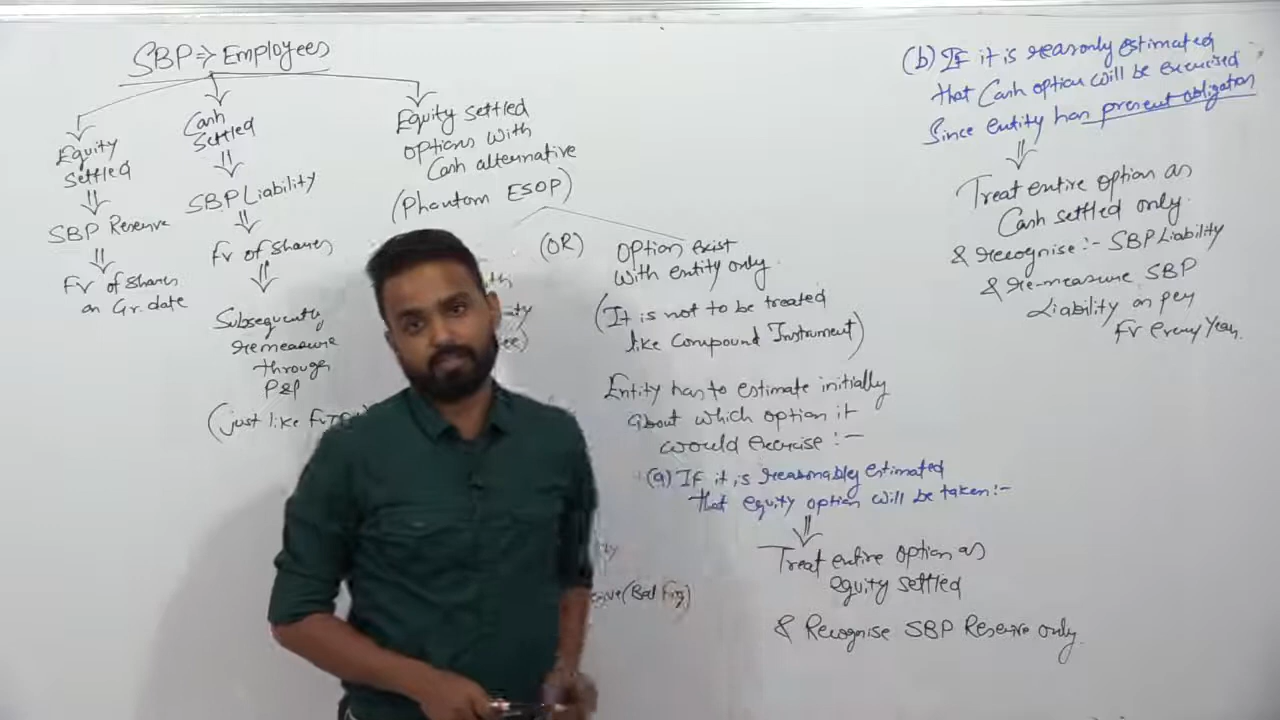 SBP => Employees
Equity
Settled
SBP Reserve
Fv of shares
on Gr. date
Cash
Settled
SBP Liability
Fv of shares
Subsequently
remeasure
through
P&l
(just like
Equity settled
options with
Cash alternative
(Phantom ESOP)
(OR)
Option exist
with entity only
(It is not to be treated
like Compound Instrument)
Entity has to estimate initially
about which option it
would exercise :-
(a) If it is reasonably estimated
that equity option will be taken:-
Treat entire option as
equity settled
& Recognise SBP Reserve only.
(Bal Fig)
(b) If it is reasonly estimated
that Cash option will be exercised
Since entity has present obligation
Treat entire option as
Cash settled only.
& recognise:- SBP Liability
& re-measure SBP
Liability on per
Fv every Year.